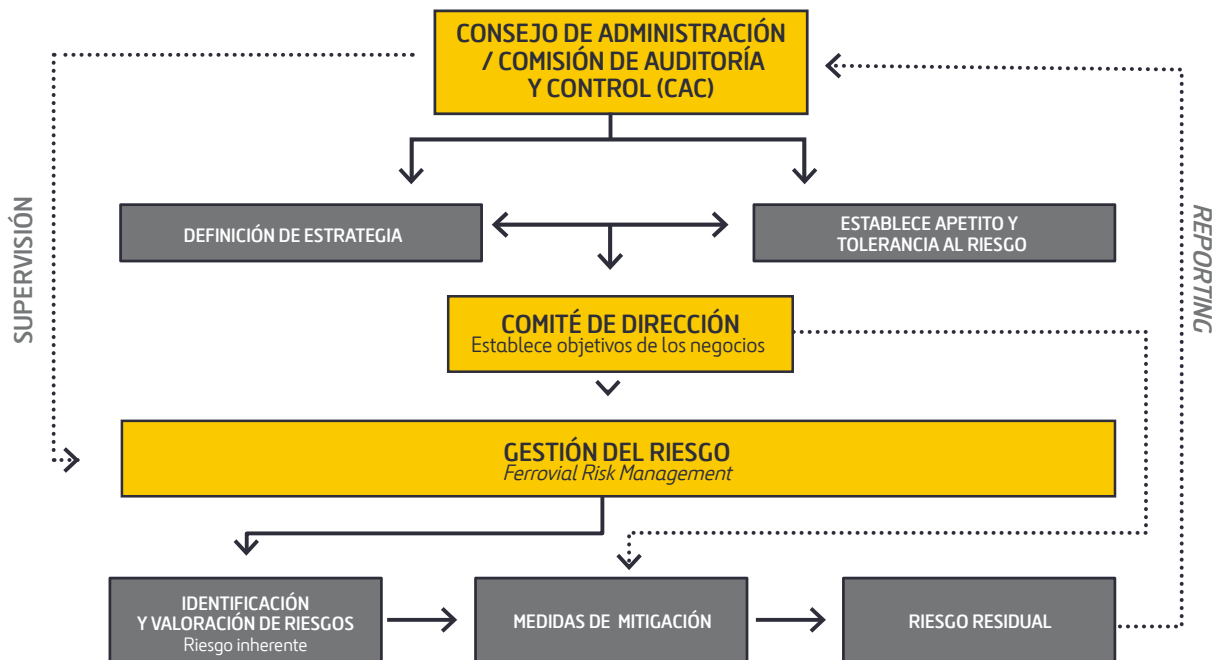 CONSEJO DE ADMINISTRACIÓN
/ COMISIÓN DE AUDITORÍA
Y CONTROL (CAC)
SUPERVISIÓN
REPORTING
DEFINICIÓN DE ESTRATEGIA
ESTABLECE APETITO Y
TOLERANCIA AL RIESGO
COMITÉ DE DIRECCIÓN
Establece objetivos de los negocios
GESTIÓN DEL RIESGO
Ferrovial Risk Management
IDENTIFICACIÓN
Y VALORACIÓN DE RIESGOS
Riesgo inherente
MEDIDAS DE MITIGACIÓN
RIESGO RESIDUAL